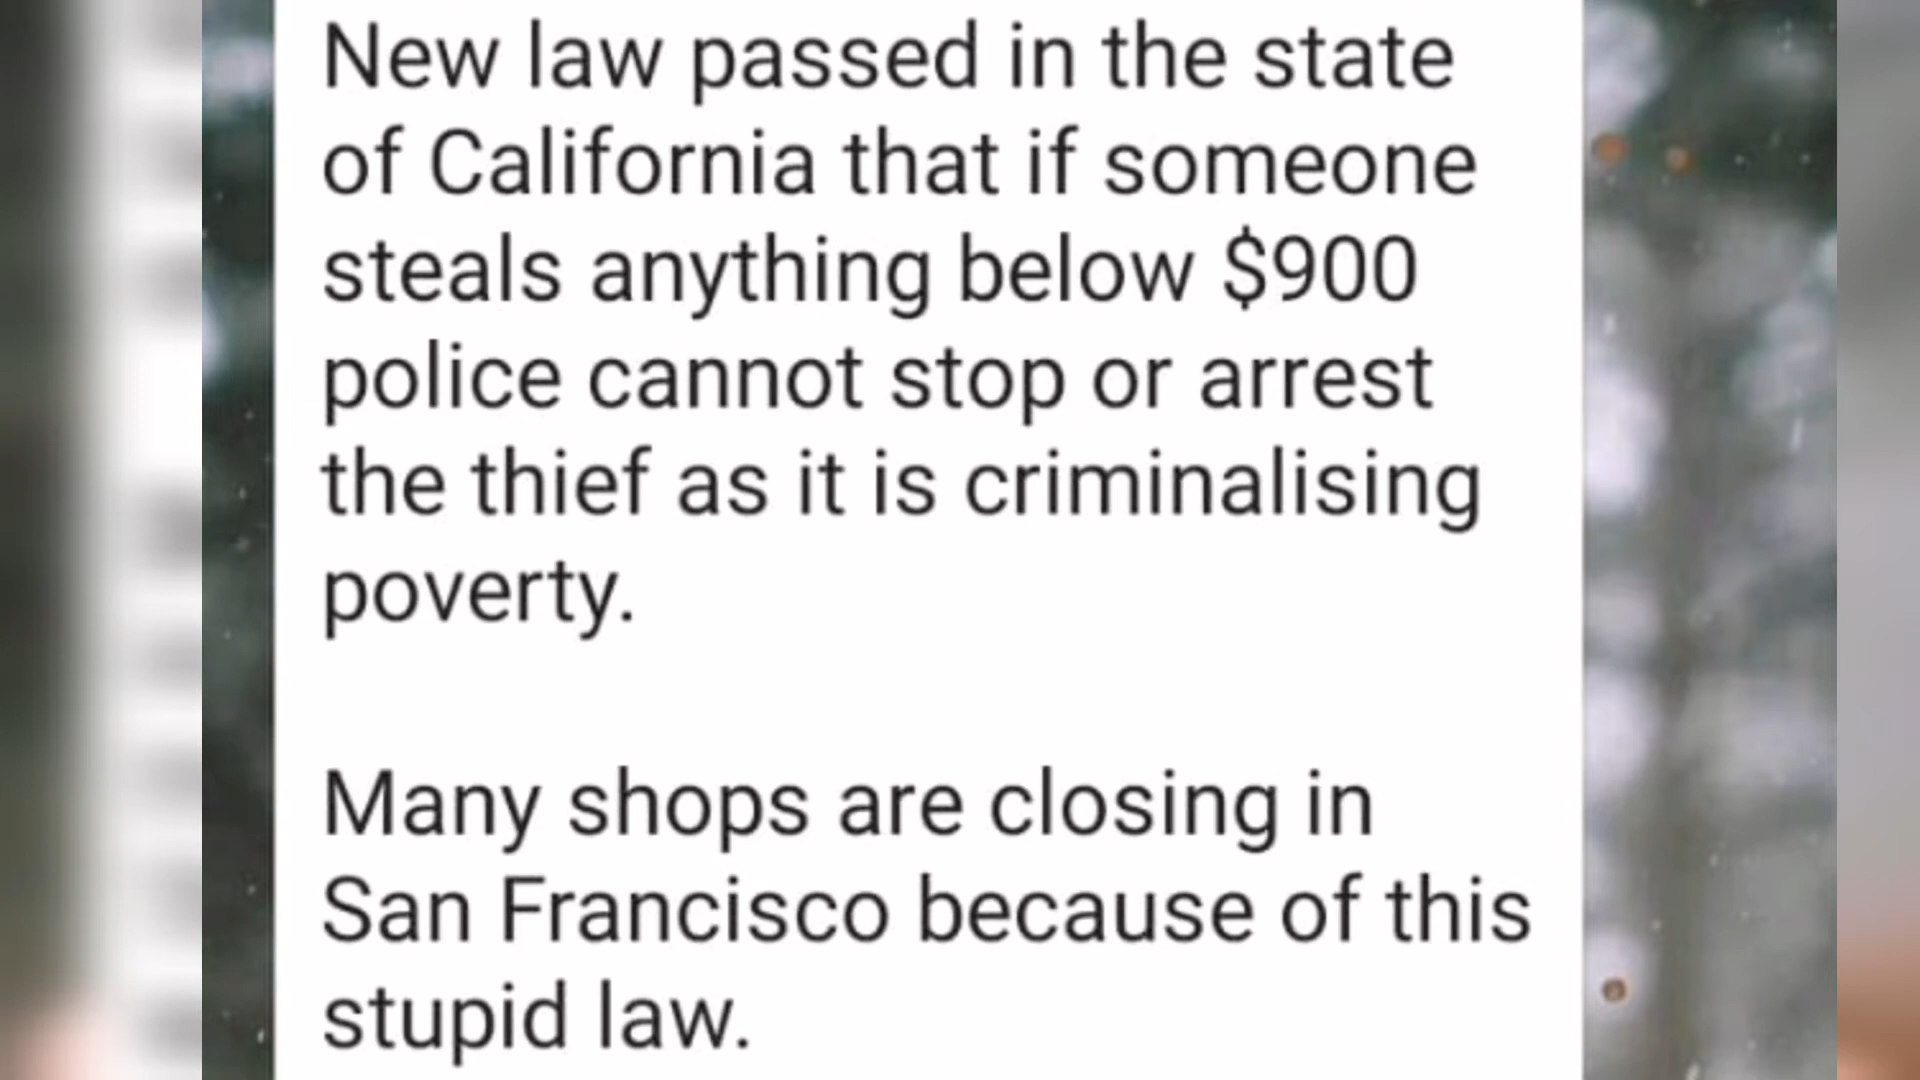 New law passed in the state
of California that if someone
steals anything below $900
police cannot stop or arrest
the thief as it is criminalising
poverty.
Many shops are closing in
San Francisco because of this
stupid law.